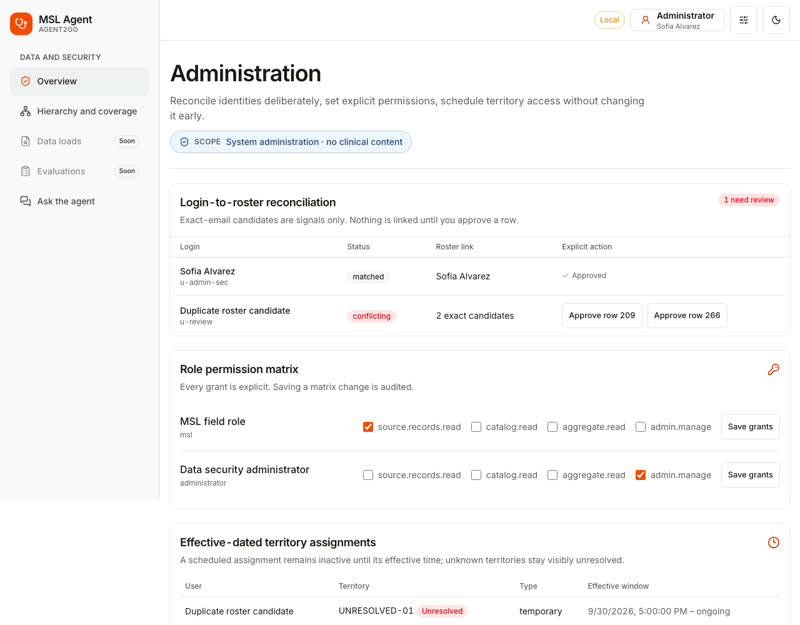 MSL Agent
AGENT2GO
Local
Administrator
Sofia Alvarez
DATA AND SECURITY
Overview
Hierarchy and coverage
Data loads Soon
Evaluations Soon
Ask the agent
Administration
Reconcile identities deliberately, set explicit permissions, schedule territory access without changing
it early.
SCOPE System administration · no clinical content
Login-to-roster reconciliation
1 need review
Exact-email candidates are signals only. Nothing is linked until you approve a row.
Login Status Roster link Explicit action
Sofia Alvarez matched Sofia Alvarez Approved
u-admin-sec
Duplicate roster candidate conflicting 2 exact candidates Approve row 209 Approve row 266
u-review
Role permission matrix
Every grant is explicit. Saving a matrix change is audited.
MSL field role source.records.read catalog.read aggregate.read admin.manage Save grants
msl
Data security administrator source.records.read catalog.read aggregate.read admin.manage Save grants
administrator
Effective-dated territory assignments
A scheduled assignment remains inactive until its effective time; unknown territories stay visibly unresolved.
User Territory Type Effective window
Duplicate roster candidate UNRESOLVED-01 Unresolved temporary 9/30/2026, 5:00:00 PM – ongoing